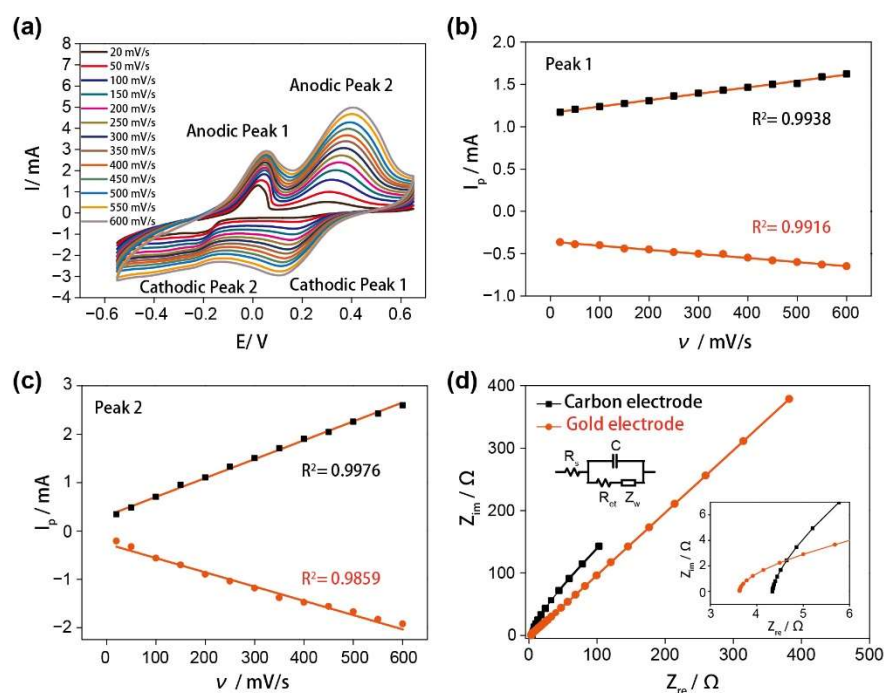 (a)
I/ mA
8
7
6
5
4
3
2
1
0
−1
−2
−3
−4
20 mV/s
50 mV/s
100 mV/s
150 mV/s
200 mV/s
250 mV/s
300 mV/s
350 mV/s
400 mV/s
450 mV/s
500 mV/s
550 mV/s
600 mV/s
Anodic Peak 2
Anodic Peak 1
Cathodic Peak 2
Cathodic Peak 1
−0.6 −0.4 −0.2 0.0 0.2 0.4 0.6
E/ V
(b)
Ip / mA
2.0
1.5
1.0
0.5
0.0
−0.5
−1.0
Peak 1
R²= 0.9938
R²= 0.9916
0 100 200 300 400 500 600
ν / mV/s
(c)
Ip / mA
3
2
1
0
−1
−2
Peak 2
R²= 0.9976
R²= 0.9859
0 100 200 300 400 500 600
ν / mV/s
(d)
Zim / Ω
400
300
200
100
0
Carbon electrode
Gold electrode
C
Rs
Ret Zw
Zim / Ω
6
4
2
0
3 4 5 6
Zre / Ω
0 100 200 300 400 500
Zre / Ω